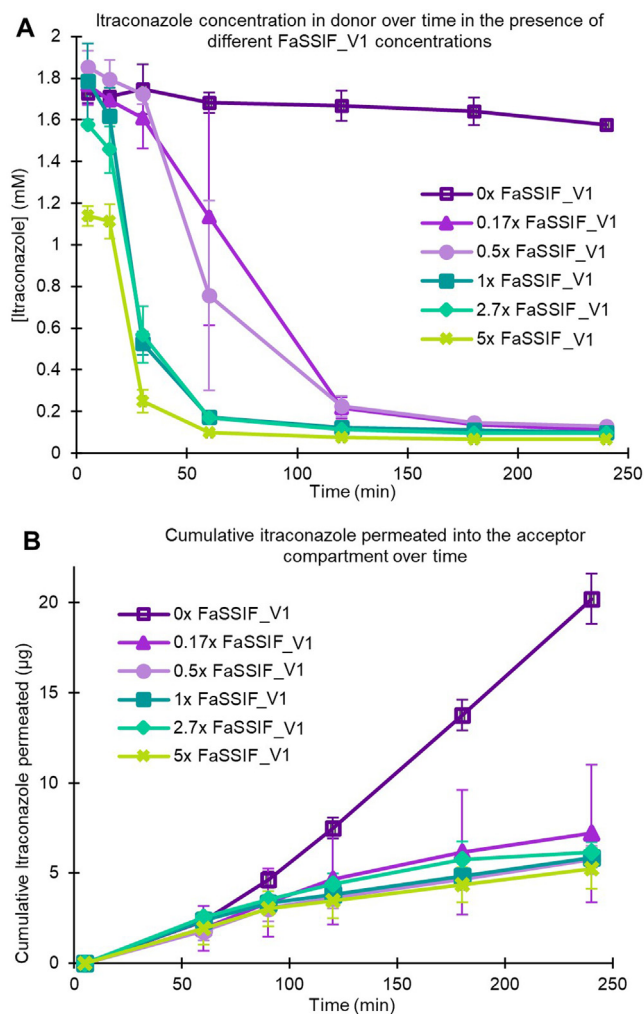 A
Itraconazole concentration in donor over time in the presence of
different FaSSIF_V1 concentrations
2
1.8
1.6
1.4
1.2
1
0.8
0.6
0.4
0.2
0
[Itraconazole] (mM)
0x FaSSIF_V1
0.17x FaSSIF_V1
0.5x FaSSIF_V1
1x FaSSIF_V1
2.7x FaSSIF_V1
5x FaSSIF_V1
0 50 100 150 200 250
Time (min)
B
Cumulative itraconazole permeated into the acceptor
compartment over time
20
15
10
5
0
Cumulative Itraconazole permeated (µg)
0x FaSSIF_V1
0.17x FaSSIF_V1
0.5x FaSSIF_V1
1x FaSSIF_V1
2.7x FaSSIF_V1
5x FaSSIF_V1
0 50 100 150 200 250
Time (min)